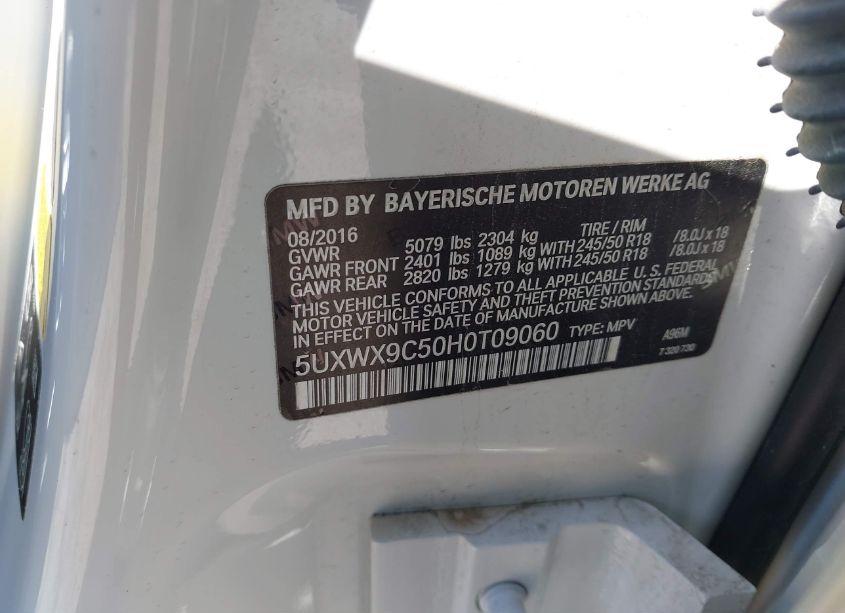 MFD BY BAYERISCHE MOTOREN WERKE AG
08/2016 TIRE / RIM
GVWR 5079 lbs 2304 kg
GAWR FRONT 2401 lbs 1089 kg WITH 245/50 R18 /8.0J x 18
GAWR REAR 2820 lbs 1279 kg WITH 245/50 R18 /8.0J x 18
THIS VEHICLE CONFORMS TO ALL APPLICABLE U.S. FEDERAL
MOTOR VEHICLE SAFETY AND THEFT PREVENTION STANDARDS
IN EFFECT ON THE DATE OF MANUFACTURE SHOWN ABOVE.
5UXWX9C50H0T09060 TYPE: MPV A96M
7 320 730